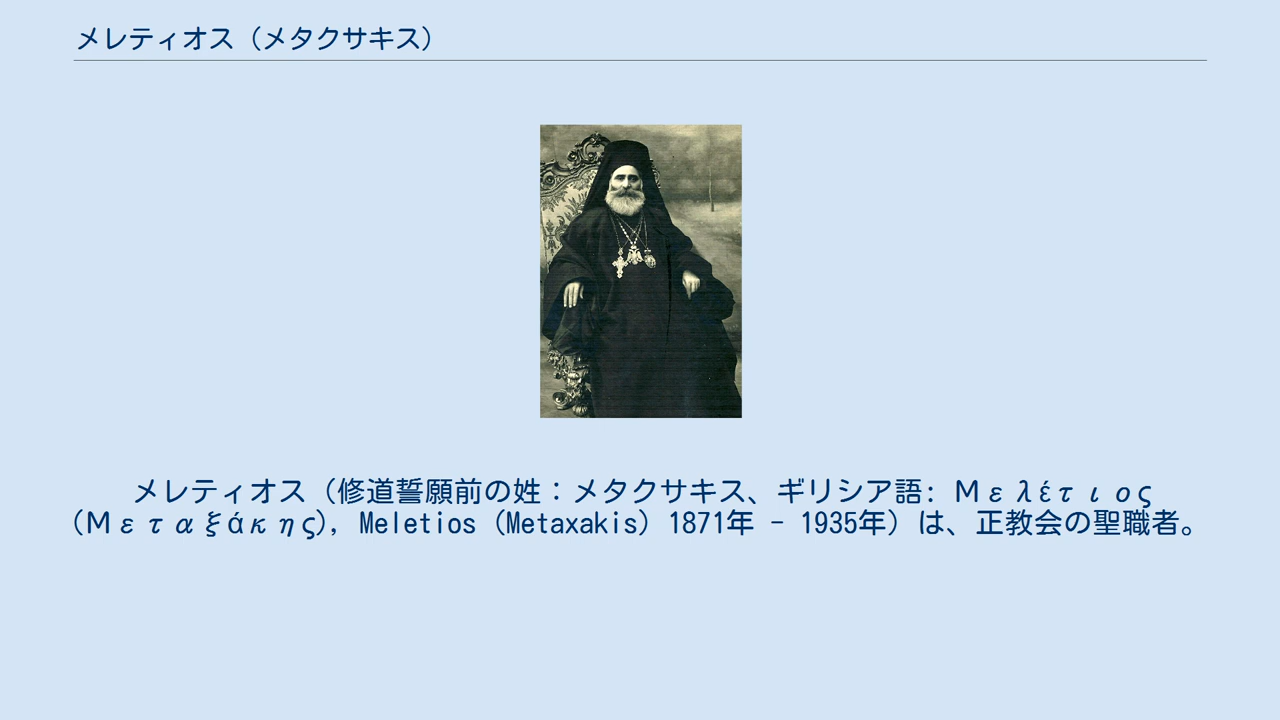 メレティオス（メタクサキス）
メレティオス（修道誓願前の姓：メタクサキス、ギリシア語: Μελέτιος
(Μεταξάκης), Meletios (Metaxakis) 1871年 - 1935年）は、正教会の聖職者。